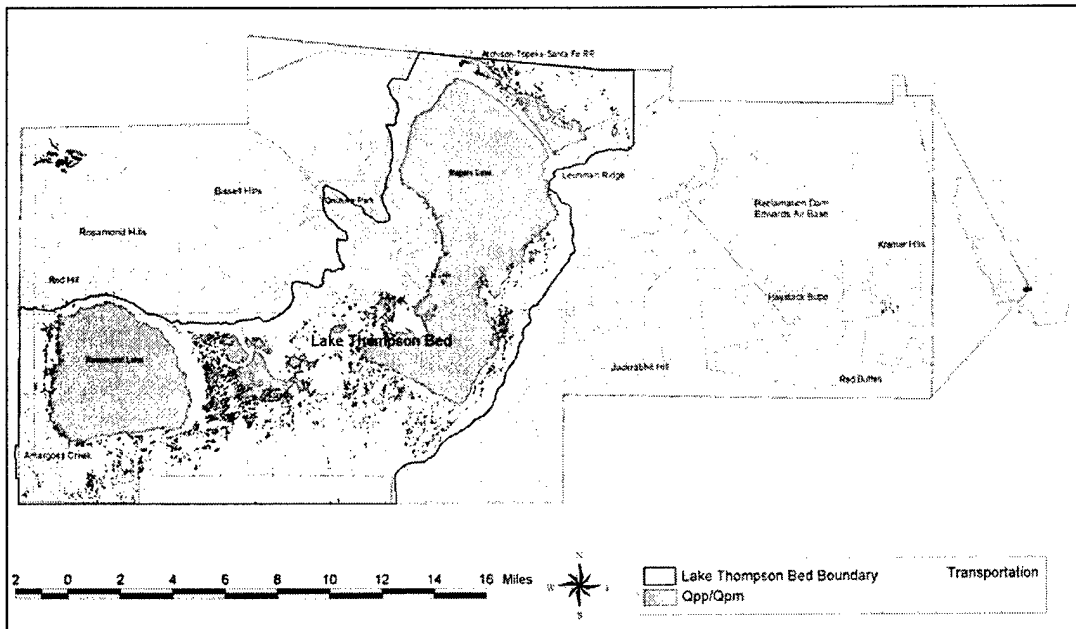 Atchison-Topeka-Santa Fe RR
Rogers Lake
Leuhman Ridge
Bissell Hills
Reclamation Dam
Edwards Air Base
Rosamond Hills
Kramer Hills
Red Hill
Haystack Butte
Lake Thompson Bed
Rosamond Lake
Jackrabbit Hill
Red Buttes
Amargosa Creek
N
W
S
2 0 2 4 6 8 10 12 14 16 Miles
Lake Thompson Bed Boundary
Transportation
Qpp/Qpm